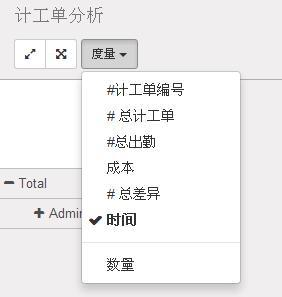 计工单分析
度量
#计工单编号
# 总计工单
#总出勤
成本
# 总差异
时间
数量
Total
Admin